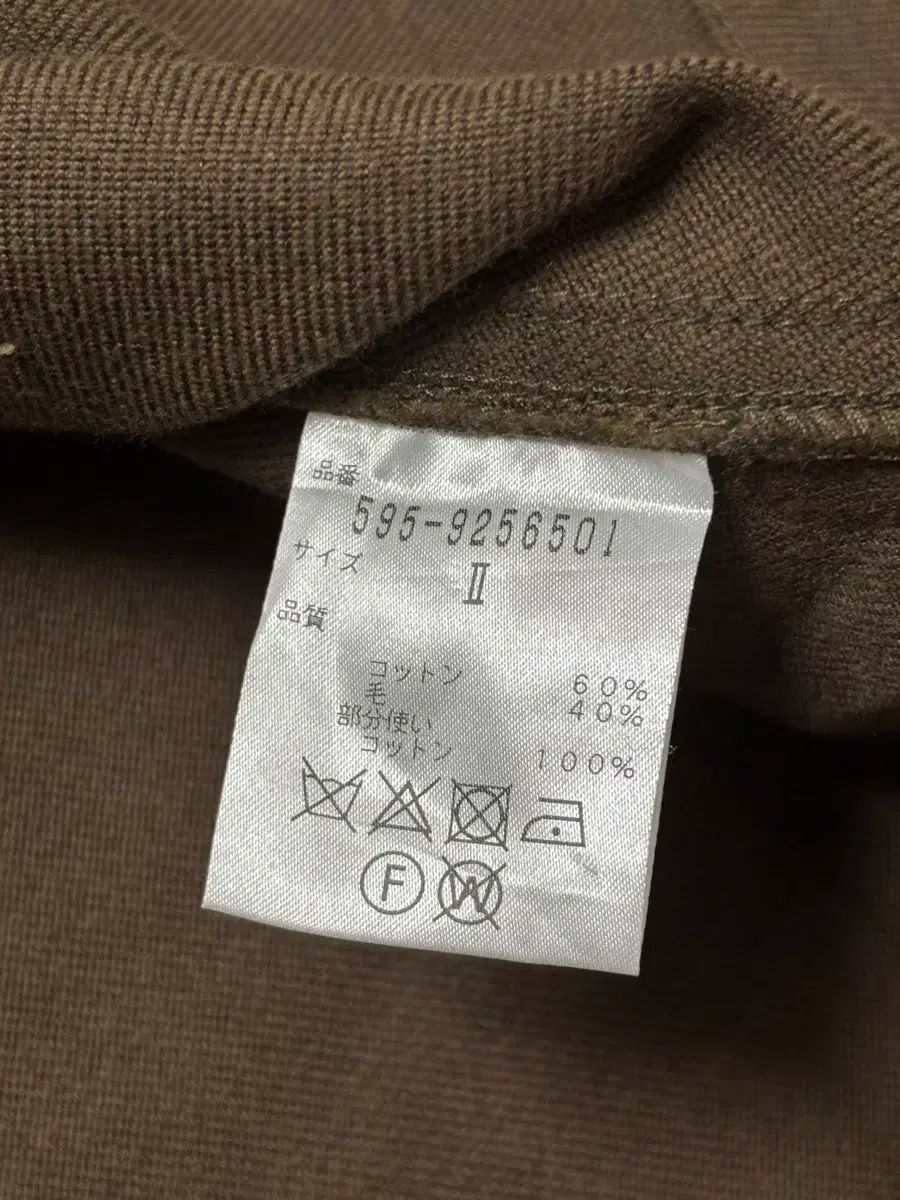 品番
595-9256501
サイズ
Ⅱ
品質
コットン 60%
毛 40%
部分使い
コットン 100%
F
W